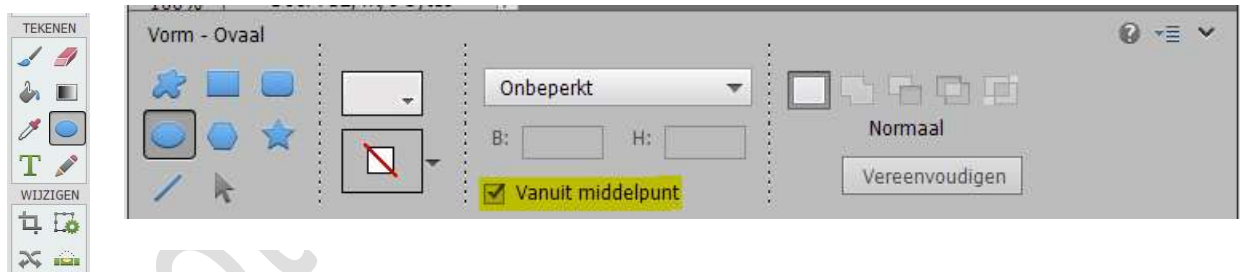 TEKENEN
T
WIJZIGEN
Vorm - Ovaal
Onbeperkt
B: H:
Vanuit middelpunt
Normaal
Vereenvoudigen